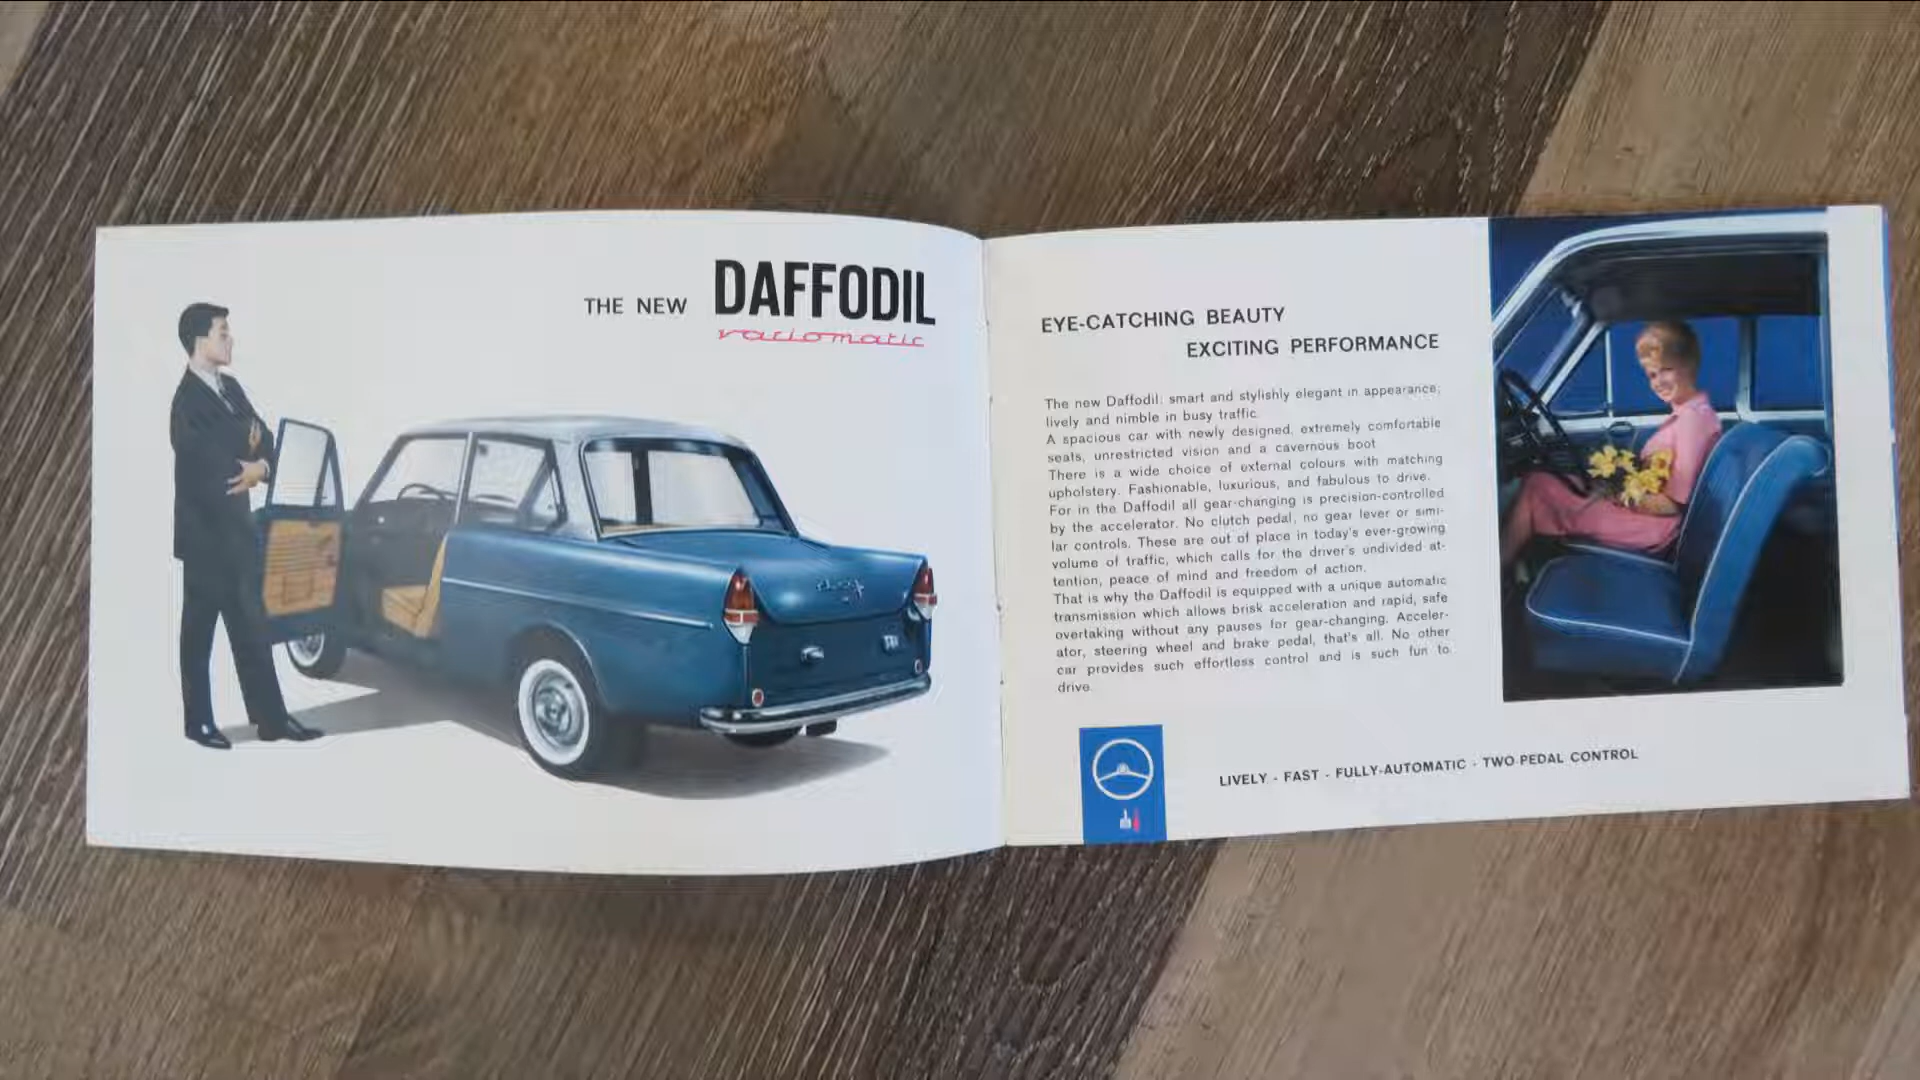 THE NEW DAFFODIL
variomatic
EYE-CATCHING BEAUTY
EXCITING PERFORMANCE
The new Daffodil: smart and stylishly elegant in appearance;
lively and nimble in busy traffic.
A spacious car with newly designed, extremely comfortable
seats, unrestricted vision and a cavernous boot
There is a wide choice of external colours with matching
upholstery. Fashionable, luxurious, and fabulous to drive.
For in the Daffodil all gear-changing is precision-controlled
by the accelerator. No clutch pedal, no gear lever or simi-
lar controls. These are out of place in today's ever-growing
volume of traffic, which calls for the driver's undivided at-
tention, peace of mind and freedom of action.
That is why the Daffodil is equipped with a unique automatic
transmission which allows brisk acceleration and rapid, safe
overtaking without any pauses for gear-changing. Acceler-
ator, steering wheel and brake pedal, that's all. No other
car provides such effortless control and is such fun to
drive.
LIVELY - FAST - FULLY-AUTOMATIC - TWO-PEDAL CONTROL